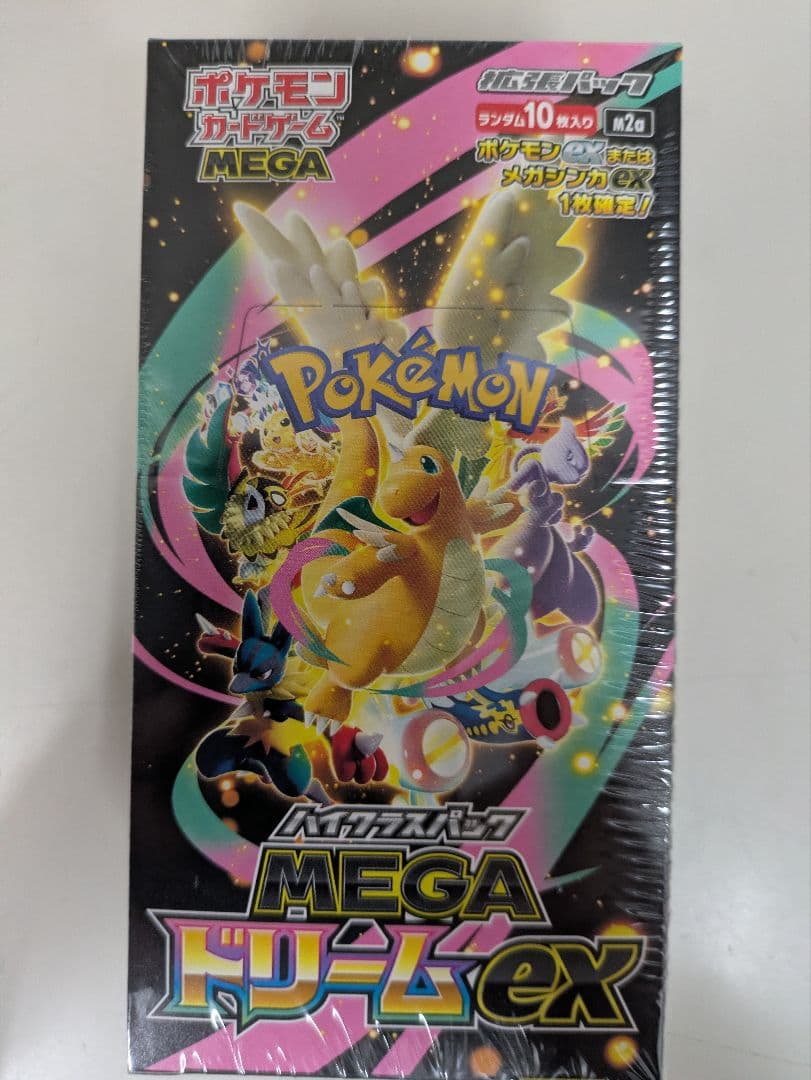 ポケモン
カードゲーム™
MEGA
拡張パック
ランダム10枚入り M2a
ポケモンexまたは
メガシンカex
1枚確定！
POKÉMON
ハイクラスパック
MEGA
ドリームex